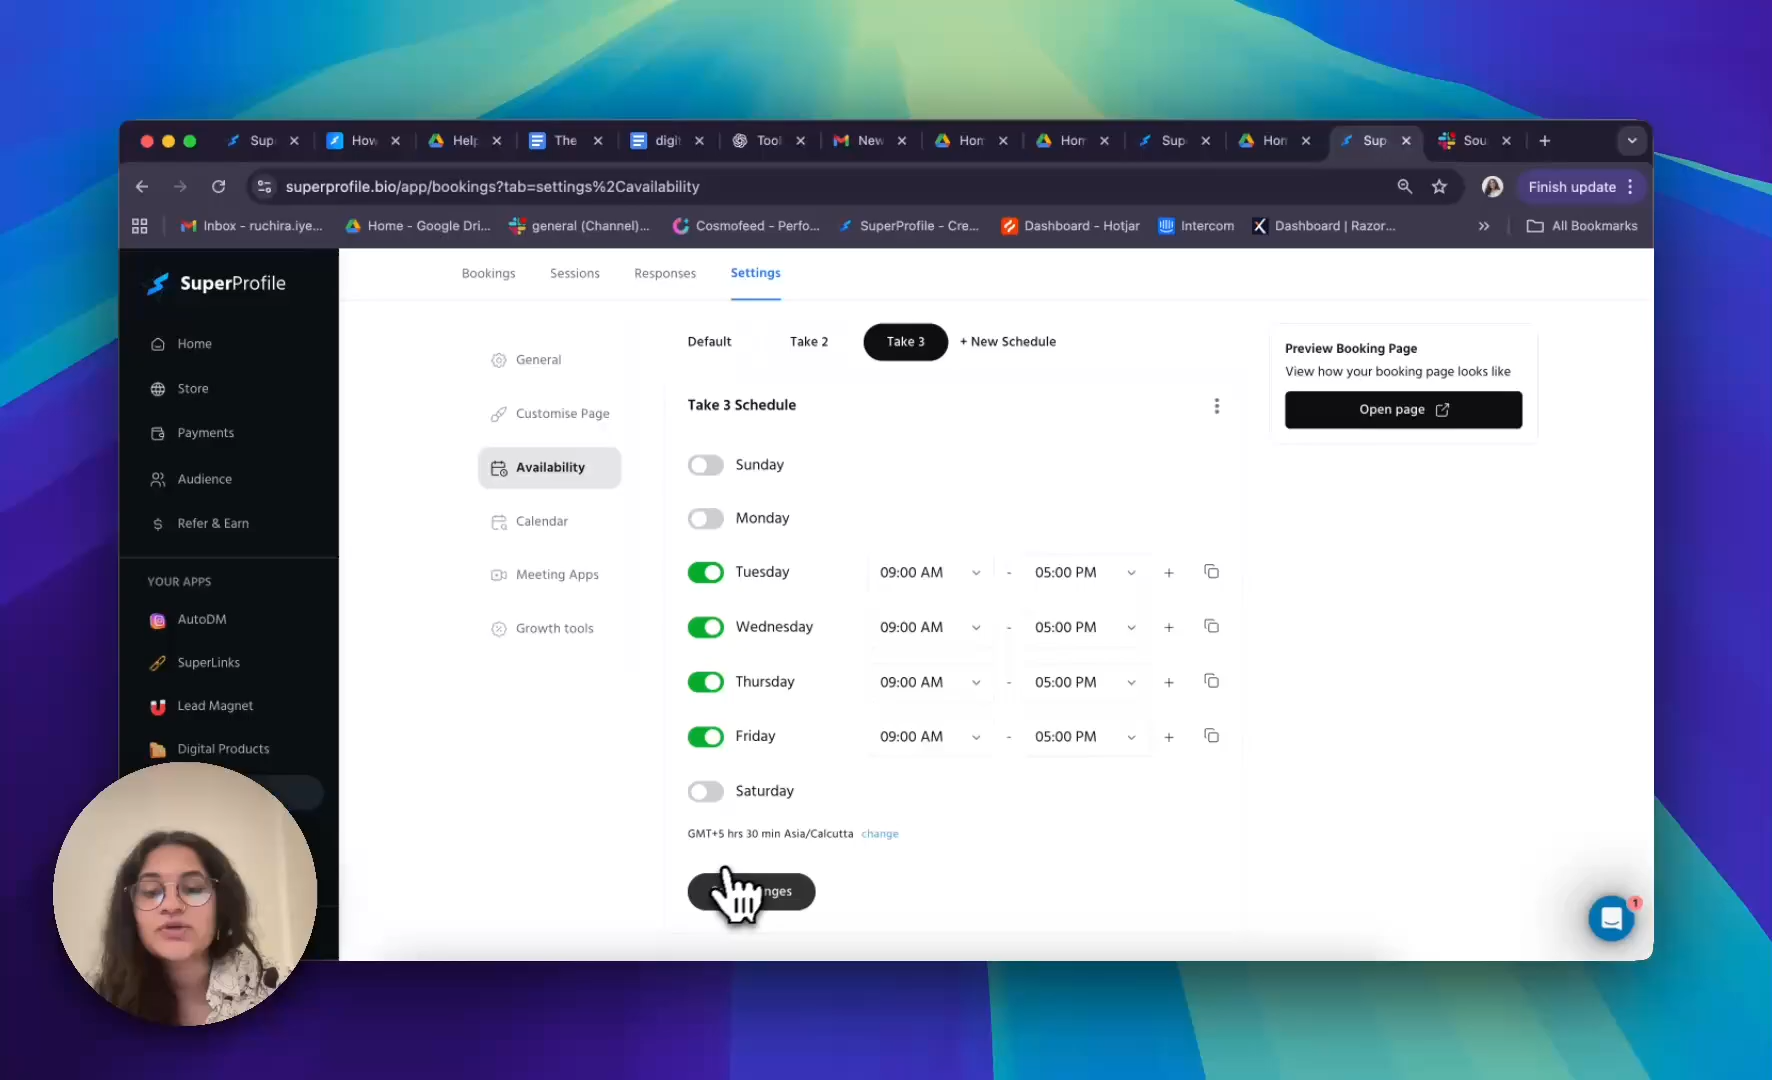 Sup
How
Help
The
digit
Tool
New
Hom
Hom
Sup
Hom
Sup
Sou
superprofile.bio/app/bookings?tab=settings%2Cavailability
Finish update
Inbox - ruchira.iye...
Home - Google Dri...
general (Channel)...
Cosmofeed - Perfo...
SuperProfile - Cre...
Dashboard - Hotjar
Intercom
Dashboard | Razor...
All Bookmarks
SuperProfile
Home
Store
Payments
Audience
Refer & Earn
YOUR APPS
AutoDM
SuperLinks
Lead Magnet
Digital Products
Bookings
Sessions
Responses
Settings
General
Customise Page
Availability
Calendar
Meeting Apps
Growth tools
Default
Take 2
Take 3
+ New Schedule
Take 3 Schedule
Sunday
Monday
Tuesday 09:00 AM - 05:00 PM +
Wednesday 09:00 AM - 05:00 PM +
Thursday 09:00 AM - 05:00 PM +
Friday 09:00 AM - 05:00 PM +
Saturday
GMT+5 hrs 30 min Asia/Calcutta change
Preview Booking Page
View how your booking page looks like
Open page
1